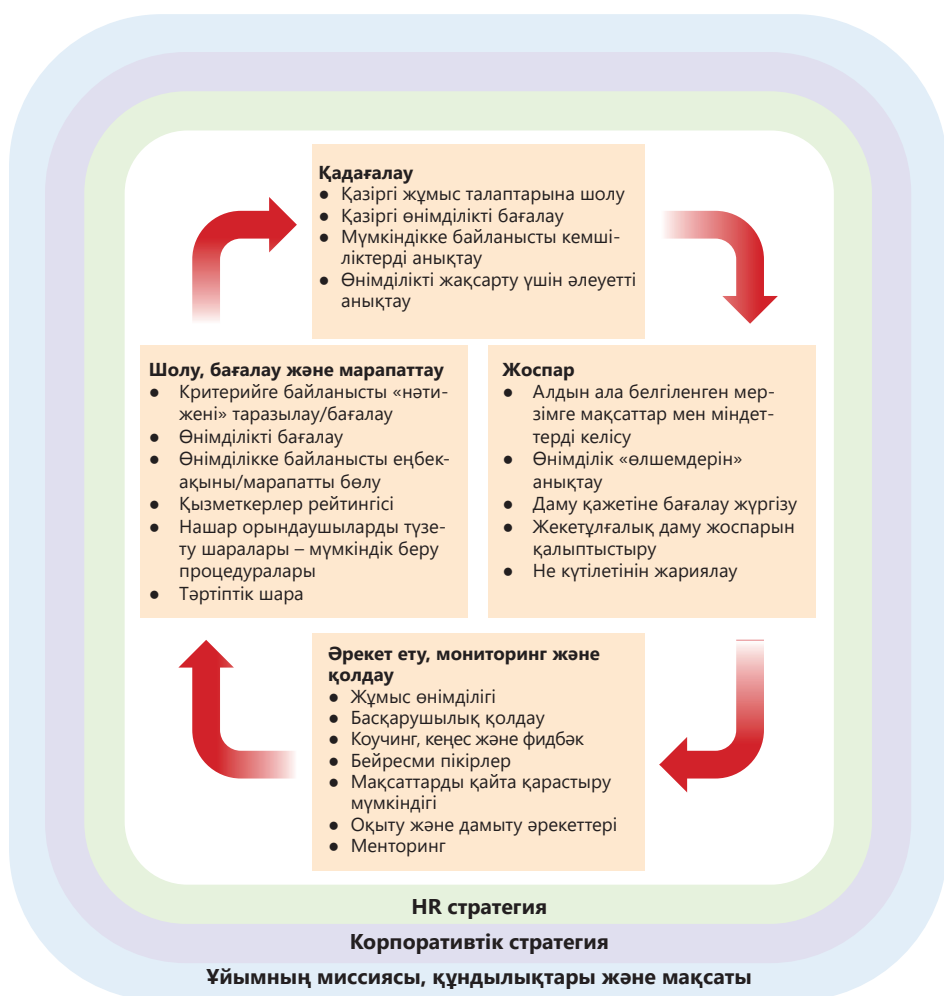 Қадағалау
● Қазіргі жұмыс талаптарына шолу
● Қазіргі өнімділікті бағалау
● Мүмкіндікке байланысты кемші-
ліктерді анықтау
● Өнімділікті жақсарту үшін әлеуетті
анықтау
Шолу, бағалау және марапаттау
● Критерийге байланысты «нәти-
жені» таразылау/бағалау
● Өнімділікті бағалау
● Өнімділікке байланысты еңбек-
ақыны/марапатты бөлу
● Қызметкерлер рейтингісі
● Нашар орындаушыларды түзе-
ту шаралары – мүмкіндік беру
процедуралары
● Тәртіптік шара
Жоспар
● Алдын ала белгіленген мер-
зімге мақсаттар мен міндет-
терді келісу
● Өнімділік «өлшемдерін»
анықтау
● Даму қажетіне бағалау жүргізу
● Жекетұлғалық даму жоспарын
қалыптыстыру
● Не күтілетінін жариялау
Әрекет ету, мониторинг және
қолдау
● Жұмыс өнімділігі
● Басқарушылық қолдау
● Коучинг, кеңес және фидбәк
● Бейресми пікірлер
● Мақсаттарды қайта қарастыру
мүмкіндігі
● Оқыту және дамыту әрекеттері
● Менторинг
HR стратегия
Корпоративтік стратегия
Ұйымның миссиясы, құндылықтары және мақсаты